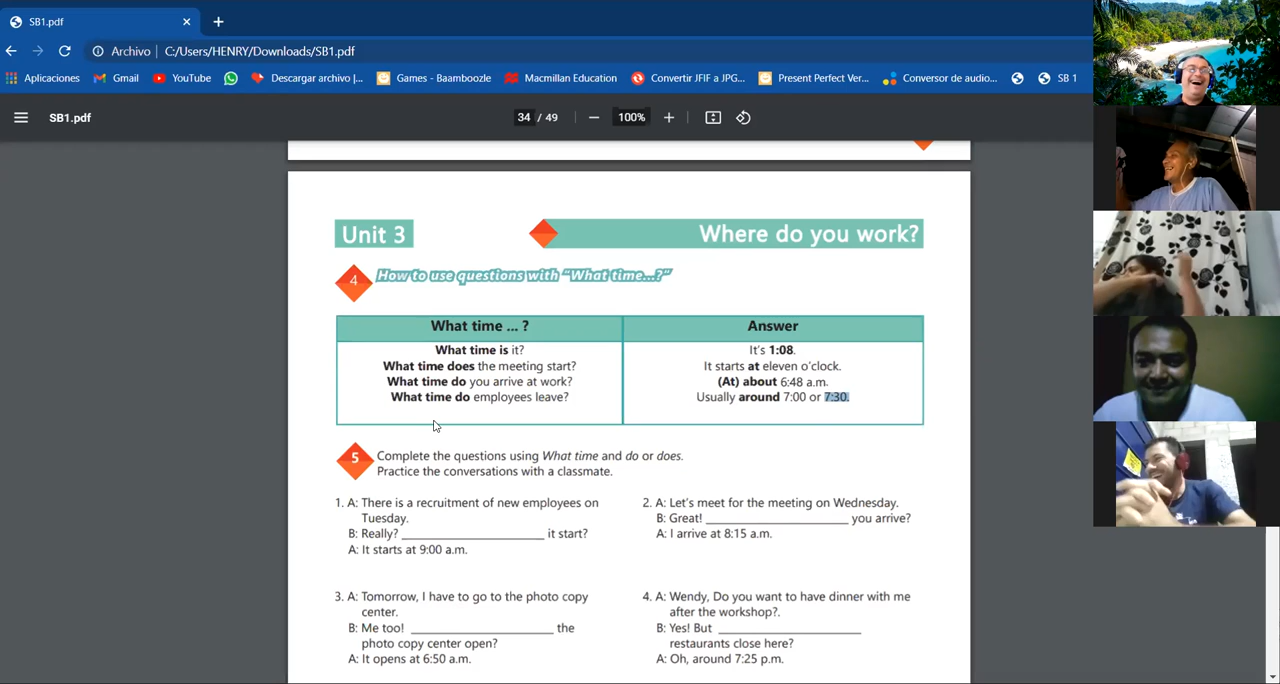 SB1.pdf
Archivo | C:/Users/HENRY/Downloads/SB1.pdf
Aplicaciones Gmail YouTube Descargar archivo |... Games - Baamboozle Macmillan Education Convertir JFIF a JPG... Present Perfect Ver... Conversor de audio... SB 1
SB1.pdf 34 / 49 100%
Unit 3 Where do you work?
4 How to use questions with “What time...?”
What time ... ? Answer
What time is it? It's 1:08.
What time does the meeting start? It starts at eleven o'clock.
What time do you arrive at work? (At) about 6:48 a.m.
What time do employees leave? Usually around 7:00 or 7:30.
5 Complete the questions using What time and do or does.
Practice the conversations with a classmate.
1. A: There is a recruitment of new employees on
Tuesday.
B: Really? ____________________ it start?
A: It starts at 9:00 a.m.
2. A: Let's meet for the meeting on Wednesday.
B: Great! ____________________ you arrive?
A: I arrive at 8:15 a.m.
3. A: Tomorrow, I have to go to the photo copy
center.
B: Me too! ____________________ the
photo copy center open?
A: It opens at 6:50 a.m.
4. A: Wendy, Do you want to have dinner with me
after the workshop?.
B: Yes! But ____________________
restaurants close here?
A: Oh, around 7:25 p.m.